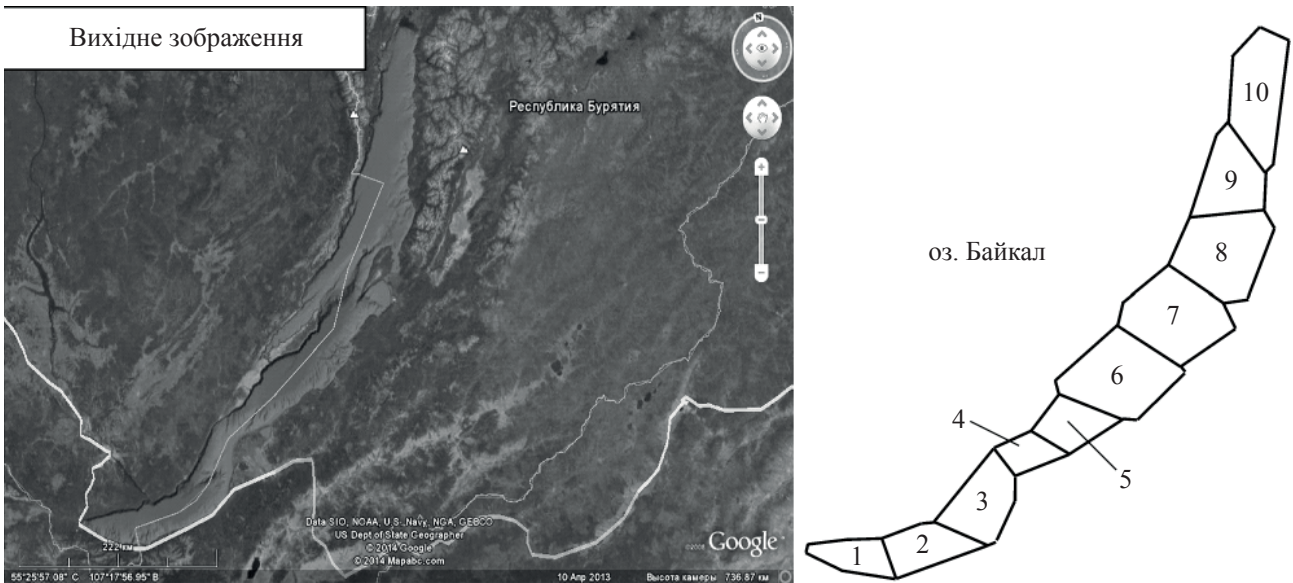 Вихідне зображення
N
Республика Бурятия
Data SIO, NOAA, U.S. Navy, NGA, GEBCO
US Dept of State Geographer
© 2014 Google
© 2014 Mapabc.com
222 км
Google
55°25'57.08" С 107°17'56.95" В
10 Апр 2013
Высота камеры 736.87 км
оз. Байкал
10
9
8
7
6
4
5
3
2
1